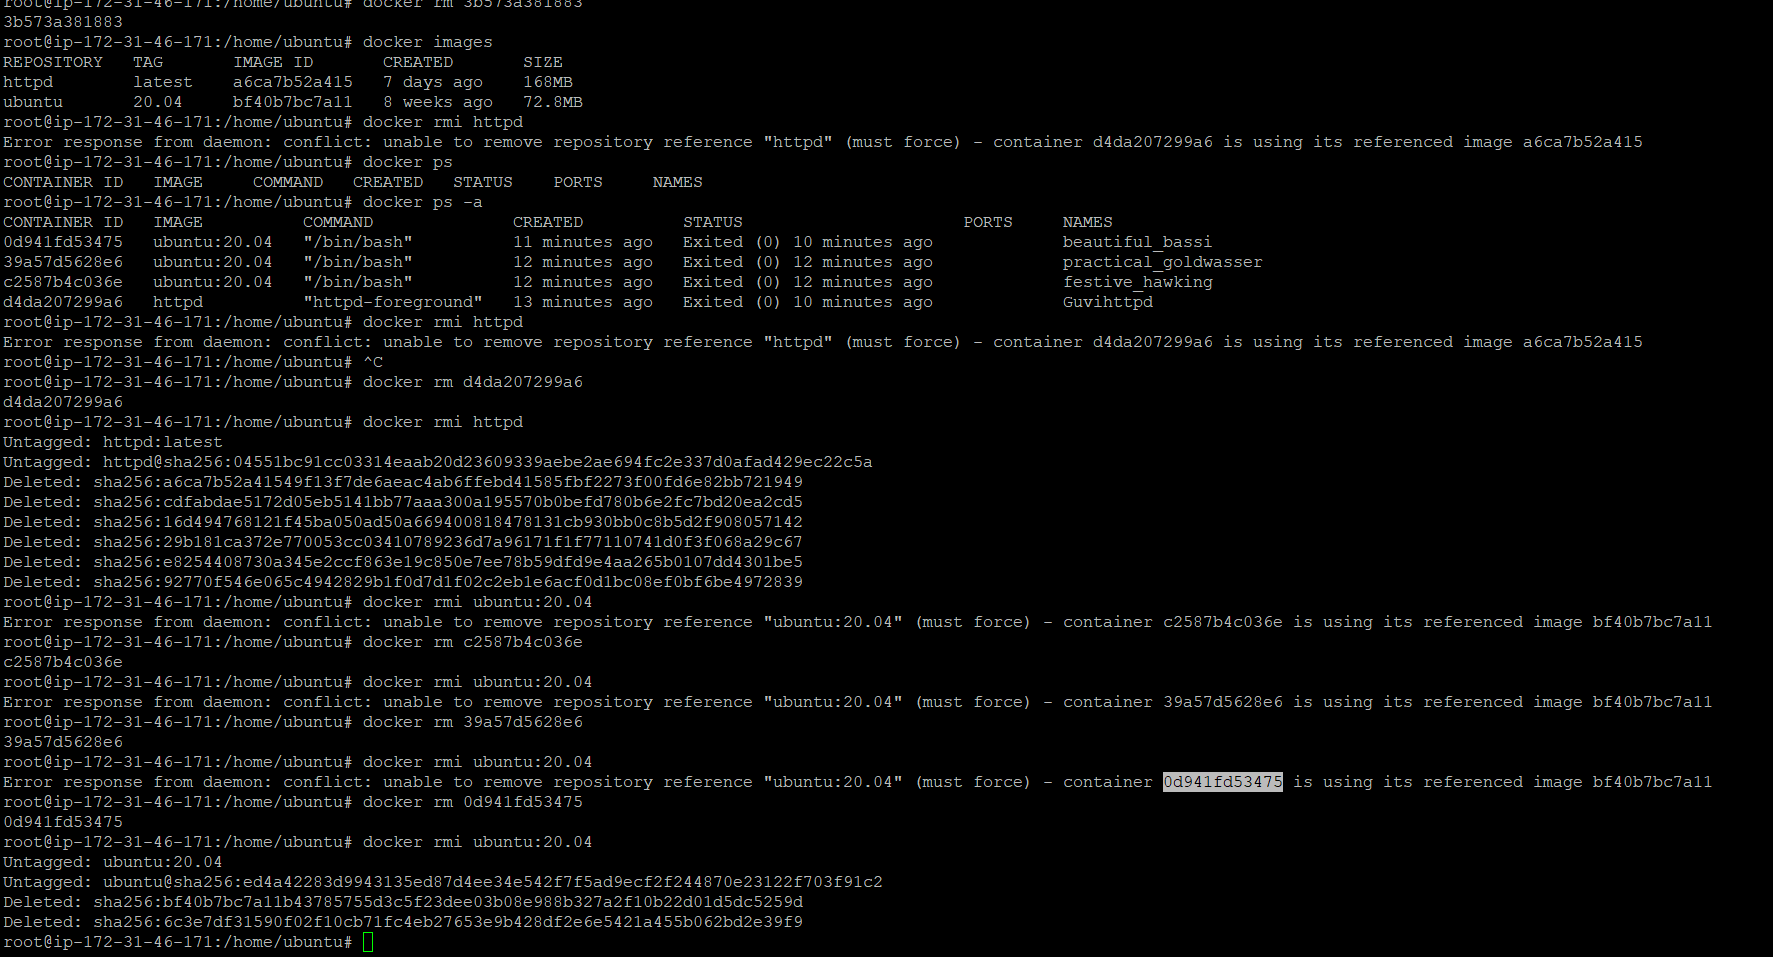 root@ip-172-31-46-171:/home/ubuntu# docker rm 3b573a381883
3b573a381883
root@ip-172-31-46-171:/home/ubuntu# docker images
REPOSITORY   TAG       IMAGE ID       CREATED       SIZE
httpd        latest    a6ca7b52a415   7 days ago    168MB
ubuntu       20.04     bf40b7bc7a11   8 weeks ago   72.8MB
root@ip-172-31-46-171:/home/ubuntu# docker rmi httpd
Error response from daemon: conflict: unable to remove repository reference "httpd" (must force) - container d4da207299a6 is using its referenced image a6ca7b52a415
root@ip-172-31-46-171:/home/ubuntu# docker ps
CONTAINER ID   IMAGE     COMMAND   CREATED   STATUS    PORTS     NAMES
root@ip-172-31-46-171:/home/ubuntu# docker ps -a
CONTAINER ID   IMAGE          COMMAND              CREATED          STATUS                      PORTS     NAMES
0d941fd53475   ubuntu:20.04   "/bin/bash"          11 minutes ago   Exited (0) 10 minutes ago             beautiful_bassi
39a57d5628e6   ubuntu:20.04   "/bin/bash"          12 minutes ago   Exited (0) 12 minutes ago             practical_goldwasser
c2587b4c036e   ubuntu:20.04   "/bin/bash"          12 minutes ago   Exited (0) 12 minutes ago             festive_hawking
d4da207299a6   httpd          "httpd-foreground"   13 minutes ago   Exited (0) 10 minutes ago             Guvihttpd
root@ip-172-31-46-171:/home/ubuntu# docker rmi httpd
Error response from daemon: conflict: unable to remove repository reference "httpd" (must force) - container d4da207299a6 is using its referenced image a6ca7b52a415
root@ip-172-31-46-171:/home/ubuntu# ^C
root@ip-172-31-46-171:/home/ubuntu# docker rm d4da207299a6
d4da207299a6
root@ip-172-31-46-171:/home/ubuntu# docker rmi httpd
Untagged: httpd:latest
Untagged: httpd@sha256:04551bc91cc03314eaab20d23609339aebe2ae694fc2e337d0afad429ec22c5a
Deleted: sha256:a6ca7b52a41549f13f7de6aeac4ab6ffebd41585fbf2273f00fd6e82bb721949
Deleted: sha256:cdfabdae5172d05eb5141bb77aaa300a195570b0befd780b6e2fc7bd20ea2cd5
Deleted: sha256:16d494768121f45ba050ad50a669400818478131cb930bb0c8b5d2f908057142
Deleted: sha256:29b181ca372e770053cc03410789236d7a96171f1f77110741d0f3f068a29c67
Deleted: sha256:e8254408730a345e2ccf863e19c850e7ee78b59dfd9e4aa265b0107dd4301be5
Deleted: sha256:92770f546e065c4942829b1f0d7d1f02c2eb1e6acf0d1bc08ef0bf6be4972839
root@ip-172-31-46-171:/home/ubuntu# docker rmi ubuntu:20.04
Error response from daemon: conflict: unable to remove repository reference "ubuntu:20.04" (must force) - container c2587b4c036e is using its referenced image bf40b7bc7a11
root@ip-172-31-46-171:/home/ubuntu# docker rm c2587b4c036e
c2587b4c036e
root@ip-172-31-46-171:/home/ubuntu# docker rmi ubuntu:20.04
Error response from daemon: conflict: unable to remove repository reference "ubuntu:20.04" (must force) - container 39a57d5628e6 is using its referenced image bf40b7bc7a11
root@ip-172-31-46-171:/home/ubuntu# docker rm 39a57d5628e6
39a57d5628e6
root@ip-172-31-46-171:/home/ubuntu# docker rmi ubuntu:20.04
Error response from daemon: conflict: unable to remove repository reference "ubuntu:20.04" (must force) - container 0d941fd53475 is using its referenced image bf40b7bc7a11
root@ip-172-31-46-171:/home/ubuntu# docker rm 0d941fd53475
0d941fd53475
root@ip-172-31-46-171:/home/ubuntu# docker rmi ubuntu:20.04
Untagged: ubuntu:20.04
Untagged: ubuntu@sha256:ed4a42283d9943135ed87d4ee34e542f7f5ad9ecf2f244870e23122f703f91c2
Deleted: sha256:bf40b7bc7a11b43785755d3c5f23dee03b08e988b327a2f10b22d01d5dc5259d
Deleted: sha256:6c3e7df31590f02f10cb71fc4eb27653e9b428df2e6e5421a455b062bd2e39f9
root@ip-172-31-46-171:/home/ubuntu#